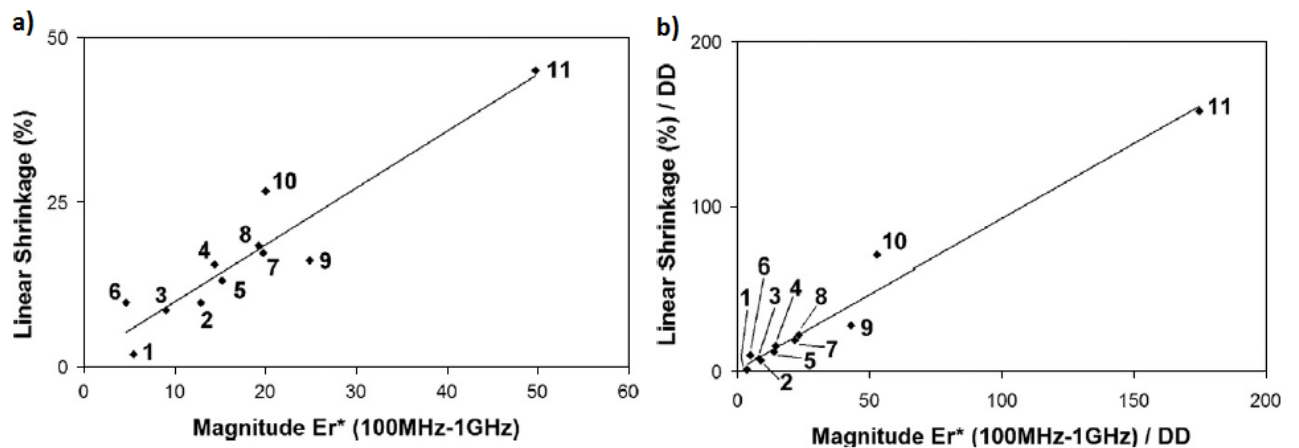 a)
50
25
0
Linear Shrinkage (%)
11
10
8
4
7
9
5
6
3
2
1
0 10 20 30 40 50 60
Magnitude Er* (100MHz-1GHz)
b)
200
100
0
Linear Shrinkage (%) / DD
11
10
6
1 3 4
8
9
7
5
2
0 50 100 150 200
Magnitude Er* (100MHz-1GHz) / DD